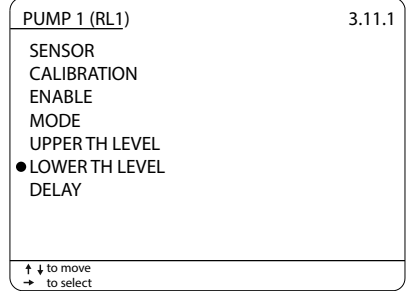 PUMP 1 (RL1) 3.11.1
SENSOR
CALIBRATION
ENABLE
MODE
UPPER TH LEVEL
● LOWER TH LEVEL
DELAY
↑ ↓ to move
→ to select